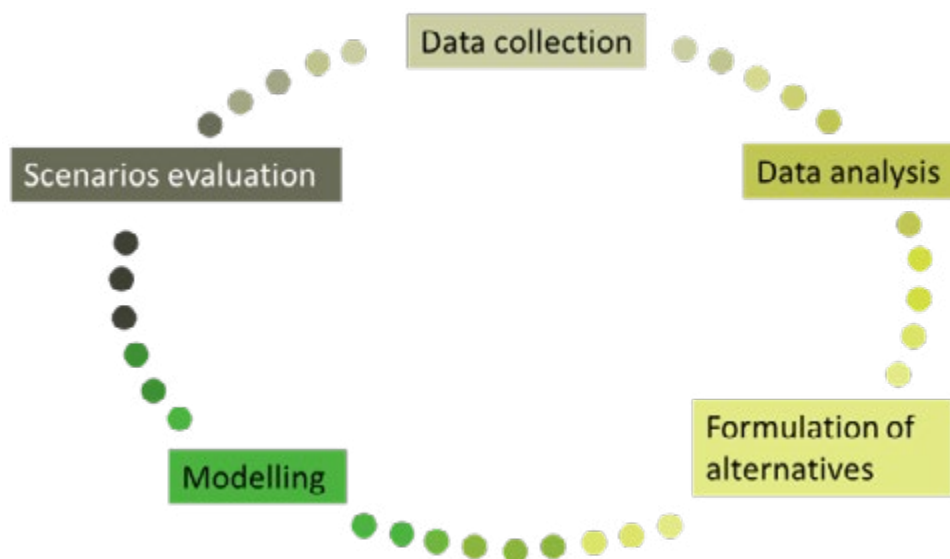 Data collection
Data analysis
Formulation of
alternatives
Modelling
Scenarios evaluation